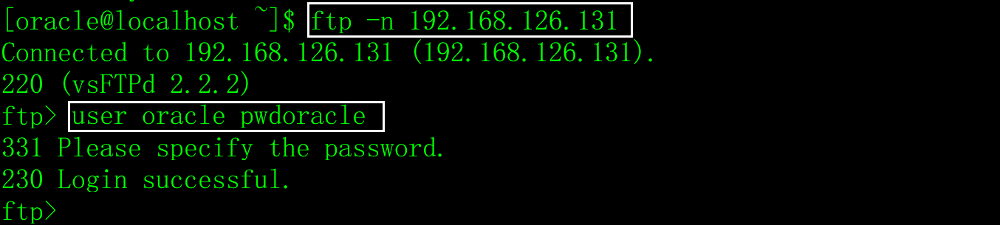 [oracle@localhost ~]$ ftp -n 192.168.126.131
Connected to 192.168.126.131 (192.168.126.131).
220 (vsFTPd 2.2.2)
ftp> user oracle pwdoracle
331 Please specify the password.
230 Login successful.
ftp>